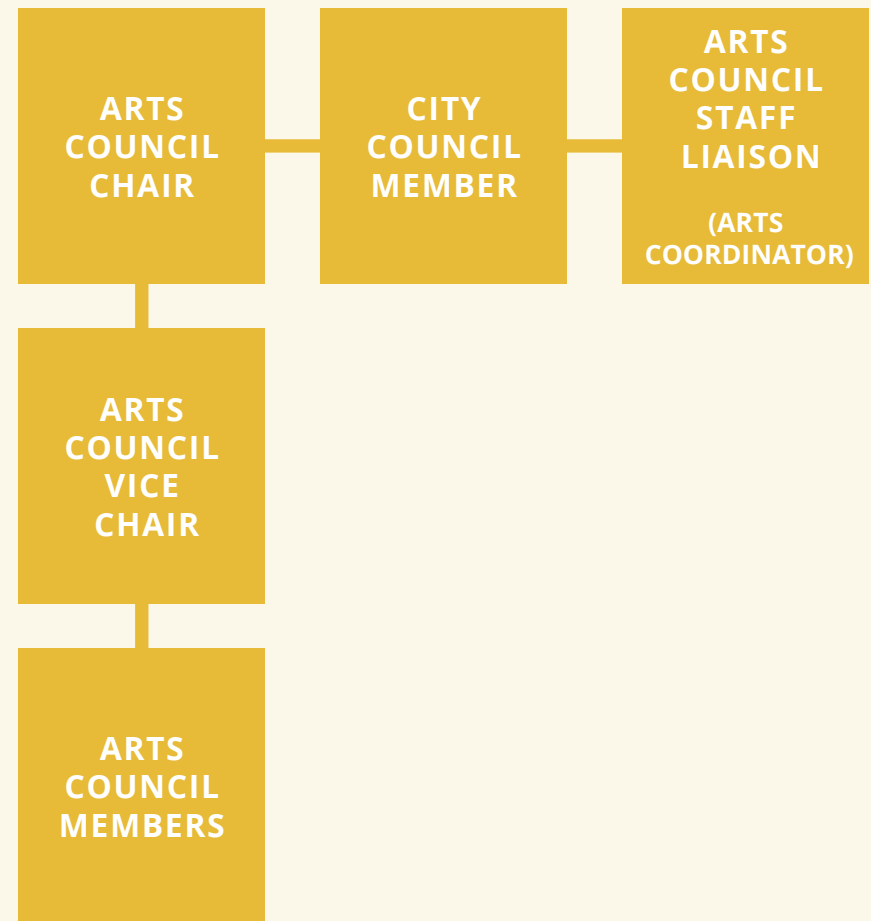 ARTS
COUNCIL
CHAIR
CITY
COUNCIL
MEMBER
ARTS
COUNCIL
STAFF
LIAISON
(ARTS
COORDINATOR)
ARTS
COUNCIL
VICE
CHAIR
ARTS
COUNCIL
MEMBERS